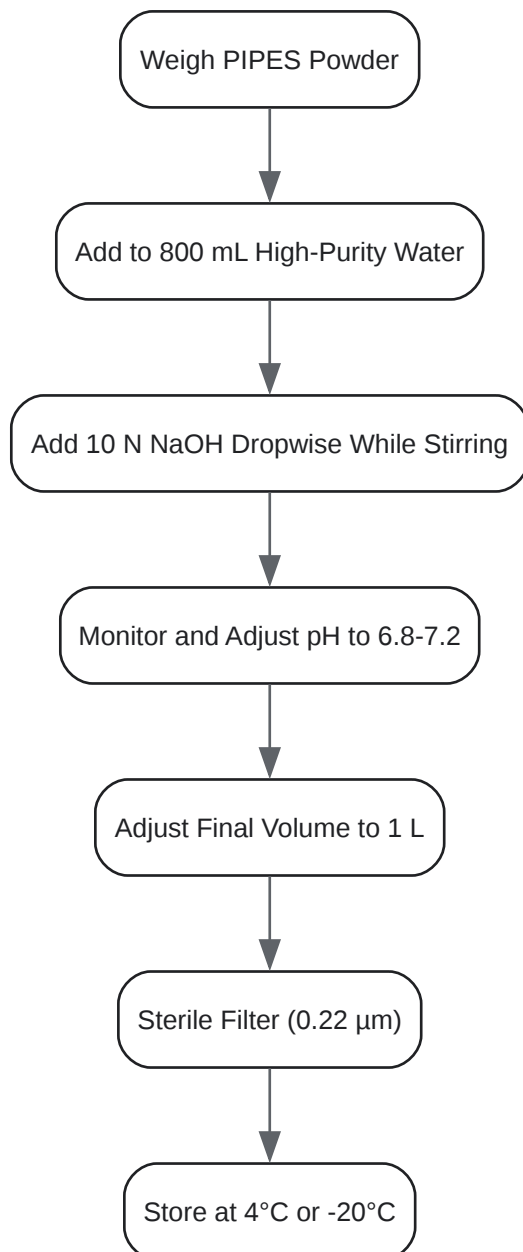 Weigh PIPES Powder
Add to 800 mL High-Purity Water
Add 10 N NaOH Dropwise While Stirring
Monitor and Adjust pH to 6.8-7.2
Adjust Final Volume to 1 L
Sterile Filter (0.22 µm)
Store at 4°C or -20°C